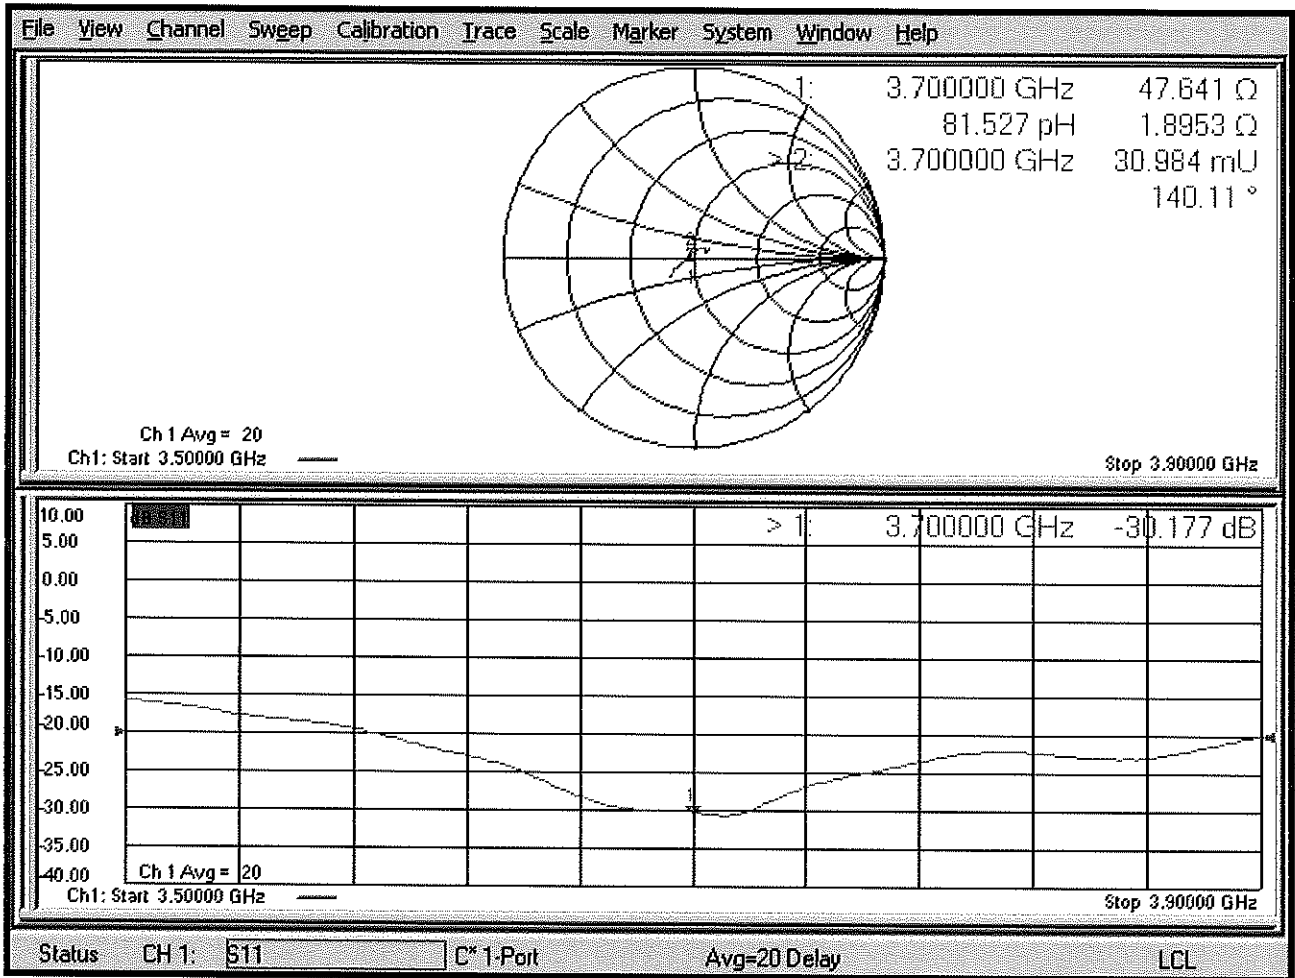 File View Channel Sweep Calibration Trace Scale Marker System Window Help
1: 3.700000 GHz 47.641 Ω
81.527 pH 1.8953 Ω
> 2: 3.700000 GHz 30.984 mU
140.11 °
Ch 1 Avg = 20
Ch1: Start 3.50000 GHz
Stop 3.90000 GHz
10.00
dB S11
> 1: 3.700000 GHz -30.177 dB
5.00
0.00
-5.00
-10.00
-15.00
-20.00
-25.00
-30.00
1
-35.00
-40.00
Ch 1 Avg = 20
Ch1: Start 3.50000 GHz
Stop 3.90000 GHz
Status CH 1: S11 C* 1-Port Avg=20 Delay LCL